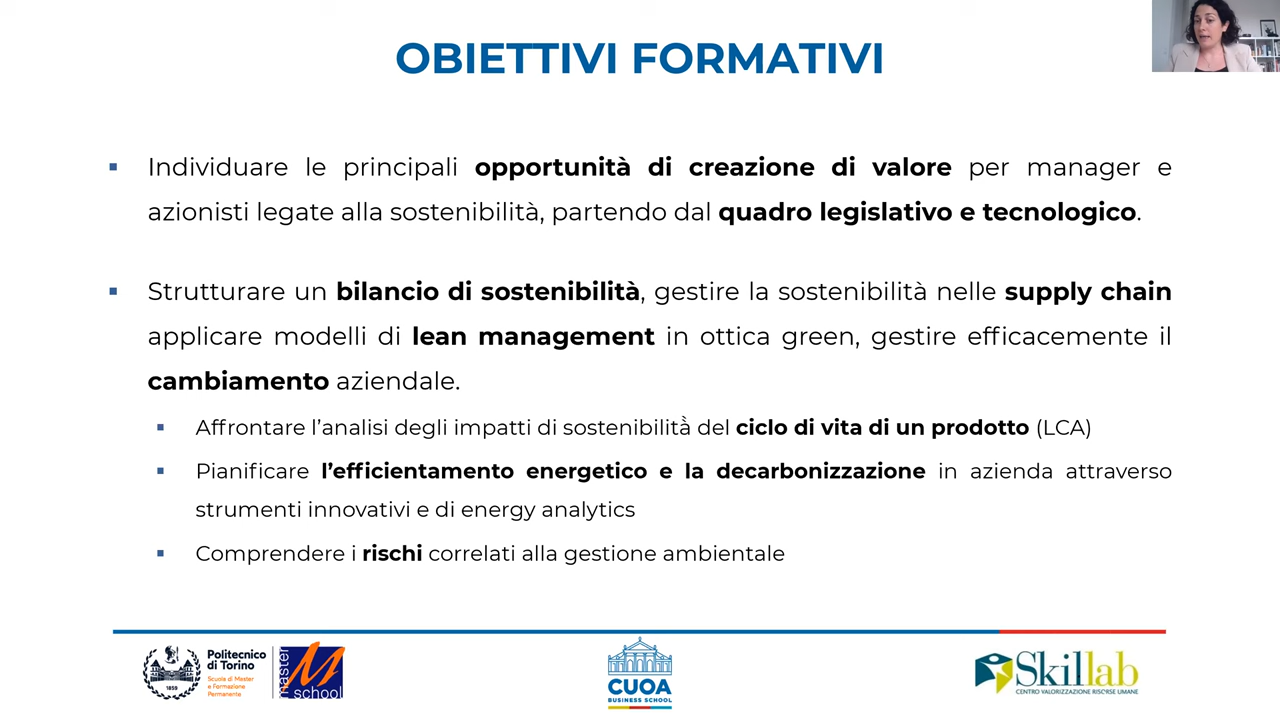 OBIETTIVI FORMATIVI
Individuare le principali opportunità di creazione di valore per manager e
azionisti legate alla sostenibilità, partendo dal quadro legislativo e tecnologico.
Strutturare un bilancio di sostenibilità, gestire la sostenibilità nelle supply chain
applicare modelli di lean management in ottica green, gestire efficacemente il
cambiamento aziendale.
Affrontare l’analisi degli impatti di sostenibilità̀ del ciclo di vita di un prodotto (LCA)
Pianificare l’efficientamento energetico e la decarbonizzazione in azienda attraverso
strumenti innovativi e di energy analytics
Comprendere i rischi correlati alla gestione ambientale
Politecnico
di Torino
Scuola di Master
e Formazione
Permanente
1859
master
M
school
CUOA
BUSINESS SCHOOL
Skillab
CENTRO VALORIZZAZIONE RISORSE UMANE